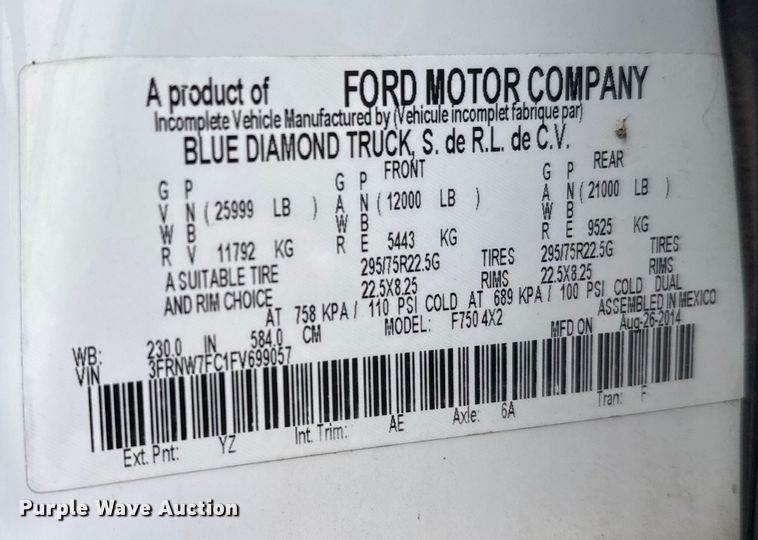 A product of FORD MOTOR COMPANY
Incomplete Vehicle Manufactured by (Vehicule incomplet fabrique par)
BLUE DIAMOND TRUCK, S. de R.L. de C.V.
FRONT REAR
G P G P G P
V N ( 25999 LB ) A N ( 12000 LB ) A N ( 21000 LB )
W B W B W B
R V 11792 KG R E 5443 KG R E 9525 KG
A SUITABLE TIRE 295/75R22.5G TIRES 295/75R22.5G TIRES
AND RIM CHOICE 22.5X8.25 RIMS 22.5X8.25 RIMS
AT 758 KPA / 110 PSI COLD AT 689 KPA / 100 PSI COLD DUAL
ASSEMBLED IN MEXICO
WB: 230.0 IN 584.0 CM MODEL: F750 4X2 MFD ON Aug-26-2014
VIN 3FRNW7FC1FV699057
Ext. Pnt: YZ Int. Trim: AE Axle: 6A Tran: F
Purple Wave Auction